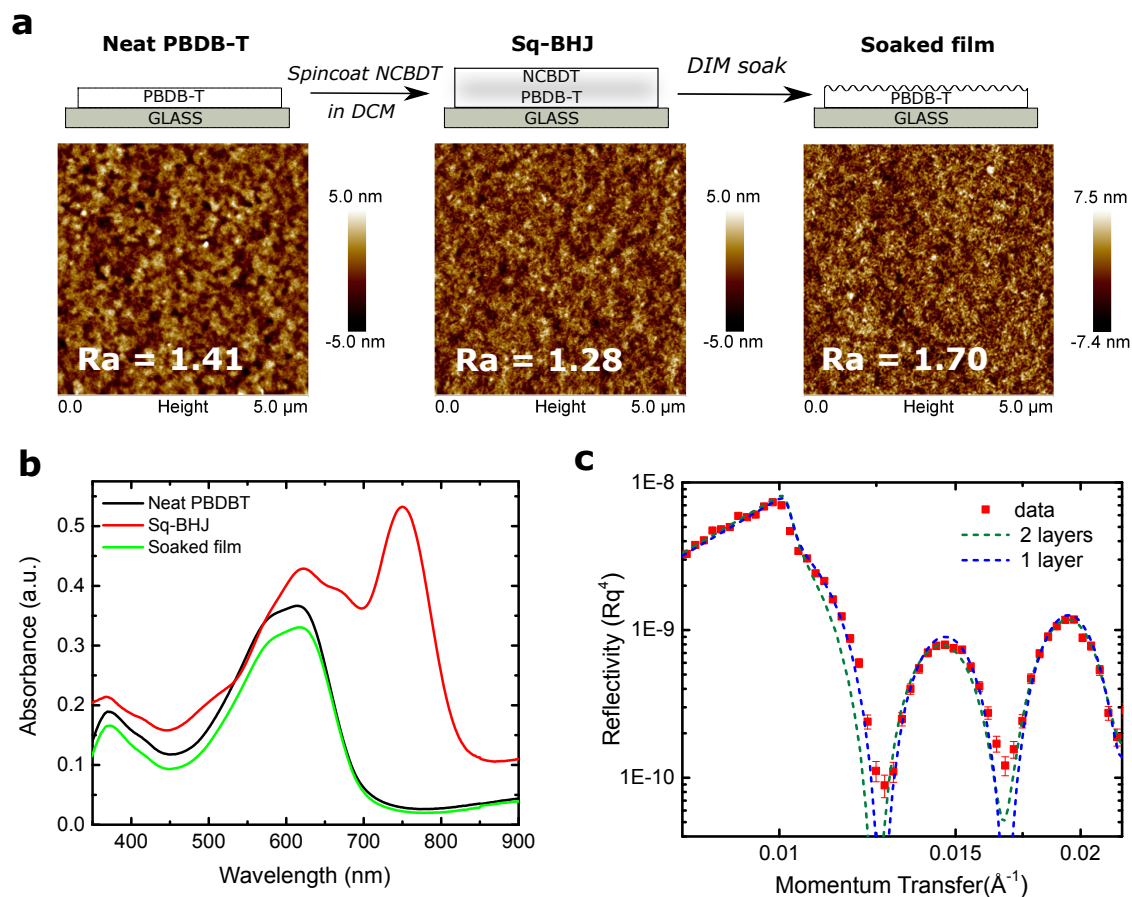 a
Neat PBDB-T
Sq-BHJ
Soaked film
Spincoat NCBDT
in DCM
DIM soak
PBDB-T
GLASS
NCBDT
PBDB-T
GLASS
PBDB-T
GLASS
5.0 nm
-5.0 nm
5.0 nm
-5.0 nm
7.5 nm
-7.4 nm
Ra = 1.41
Ra = 1.28
Ra = 1.70
0.0 Height 5.0 µm
0.0 Height 5.0 µm
0.0 Height 5.0 µm
b
Neat PBDBT
Sq-BHJ
Soaked film
Absorbance (a.u.)
0.5
0.4
0.3
0.2
0.1
0.0
400 500 600 700 800 900
Wavelength (nm)
c
data
2 layers
1 layer
Reflectivity (Rq⁴)
1E-8
1E-9
1E-10
0.01 0.015 0.02
Momentum Transfer(Å⁻¹)